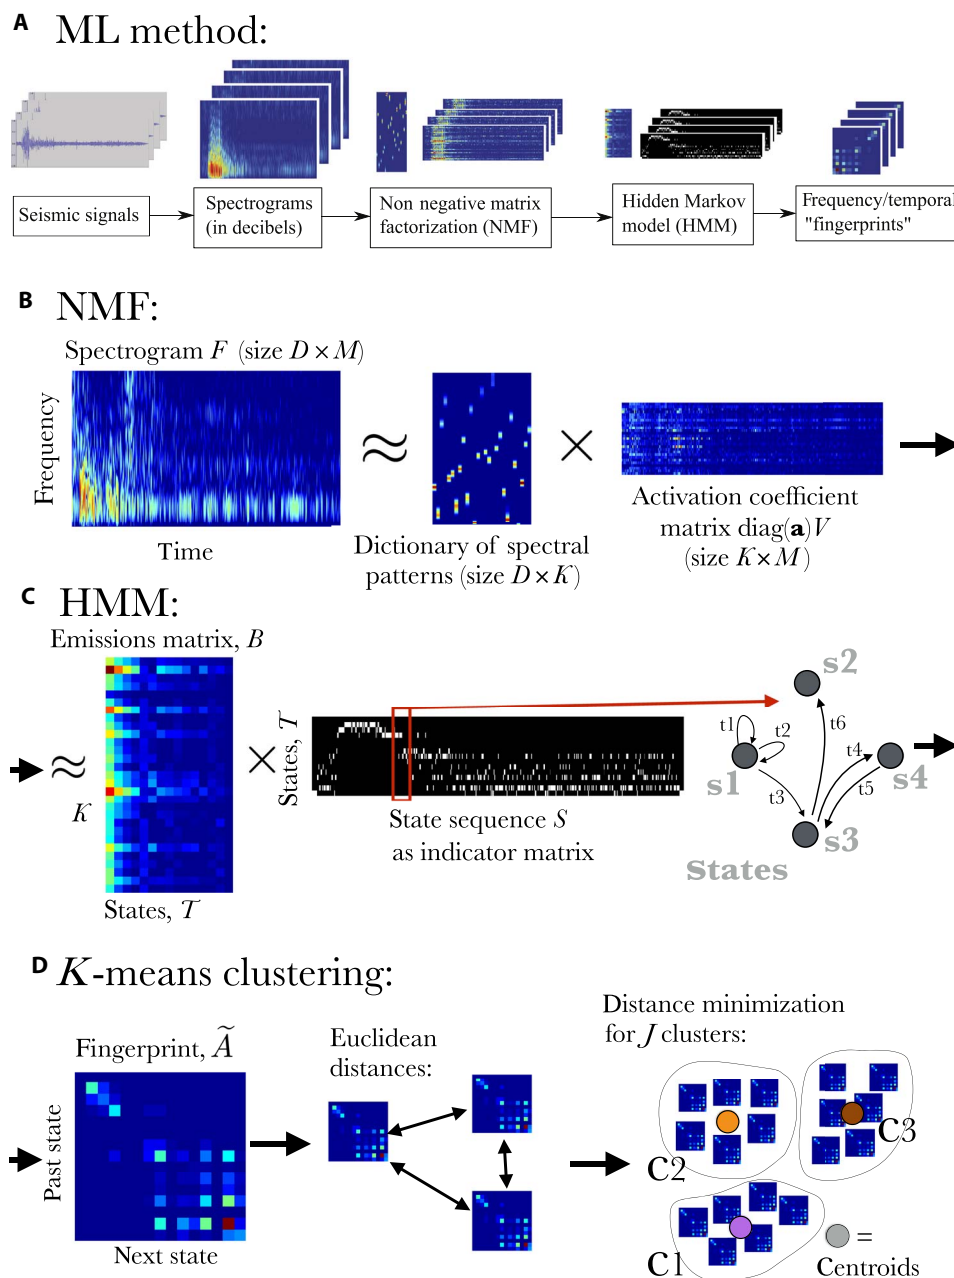 A ML method:
Seismic signals
Spectrograms
(in decibels)
Non negative matrix
factorization (NMF)
Hidden Markov
model (HMM)
Frequency/temporal
"fingerprints"
B NMF:
Spectrogram F (size D × M)
Frequency
Time
≈
Dictionary of spectral
patterns (size D × K)
×
Activation coefficient
matrix diag(a)V
(size K × M)
C HMM:
Emissions matrix, B
≈
K
States, T
×
States, T
State sequence S
as indicator matrix
s2
t1
t2
t6
t4
s1
t3
t5
s4
s3
States
D K-means clustering:
Fingerprint, Ã
Past state
Next state
Euclidean
distances:
Distance minimization
for J clusters:
C2
C3
C1
=
Centroids